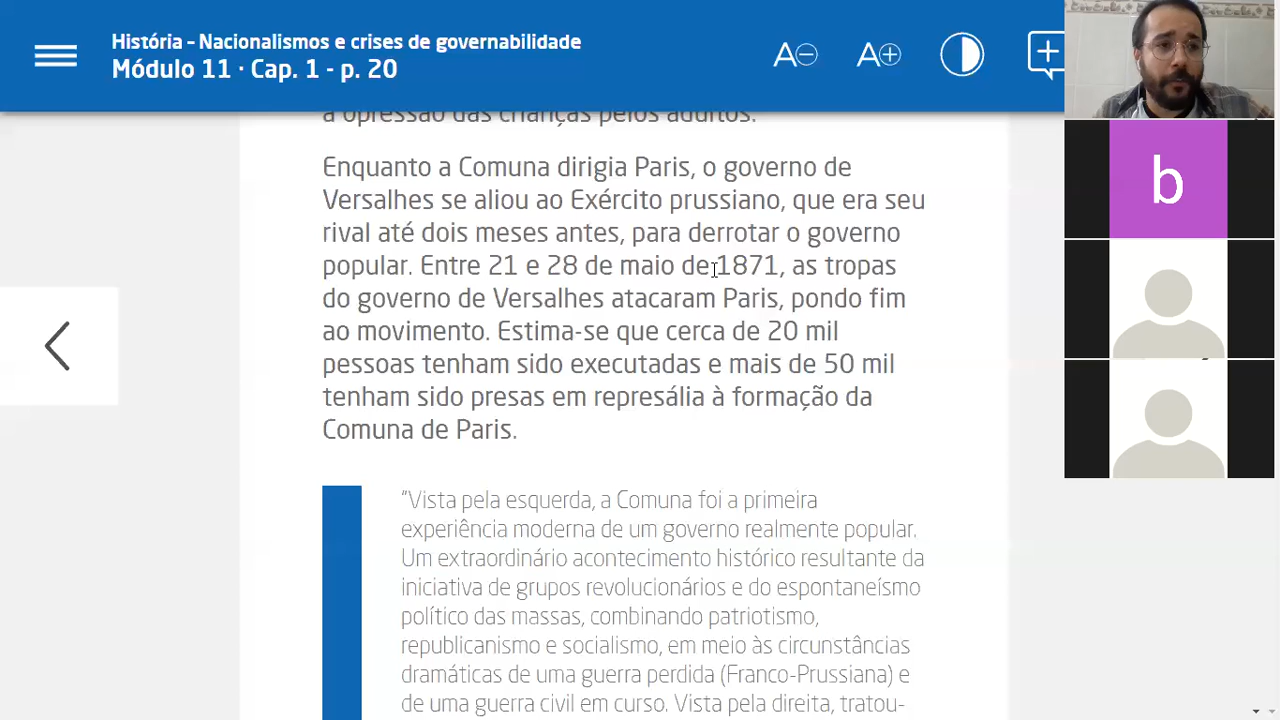 História – Nacionalismos e crises de governabilidade
Módulo 11 · Cap. 1 - p. 20
A
A
a opressão das crianças pelos adultos.
Enquanto a Comuna dirigia Paris, o governo de
Versalhes se aliou ao Exército prussiano, que era seu
rival até dois meses antes, para derrotar o governo
popular. Entre 21 e 28 de maio de 1871, as tropas
do governo de Versalhes atacaram Paris, pondo fim
ao movimento. Estima-se que cerca de 20 mil
pessoas tenham sido executadas e mais de 50 mil
tenham sido presas em represália à formação da
Comuna de Paris.
"Vista pela esquerda, a Comuna foi a primeira
experiência moderna de um governo realmente popular.
Um extraordinário acontecimento histórico resultante da
iniciativa de grupos revolucionários e do espontaneísmo
político das massas, combinando patriotismo,
republicanismo e socialismo, em meio às circunstâncias
dramáticas de uma guerra perdida (Franco-Prussiana) e
de uma guerra civil em curso. Vista pela direita, tratou-
b